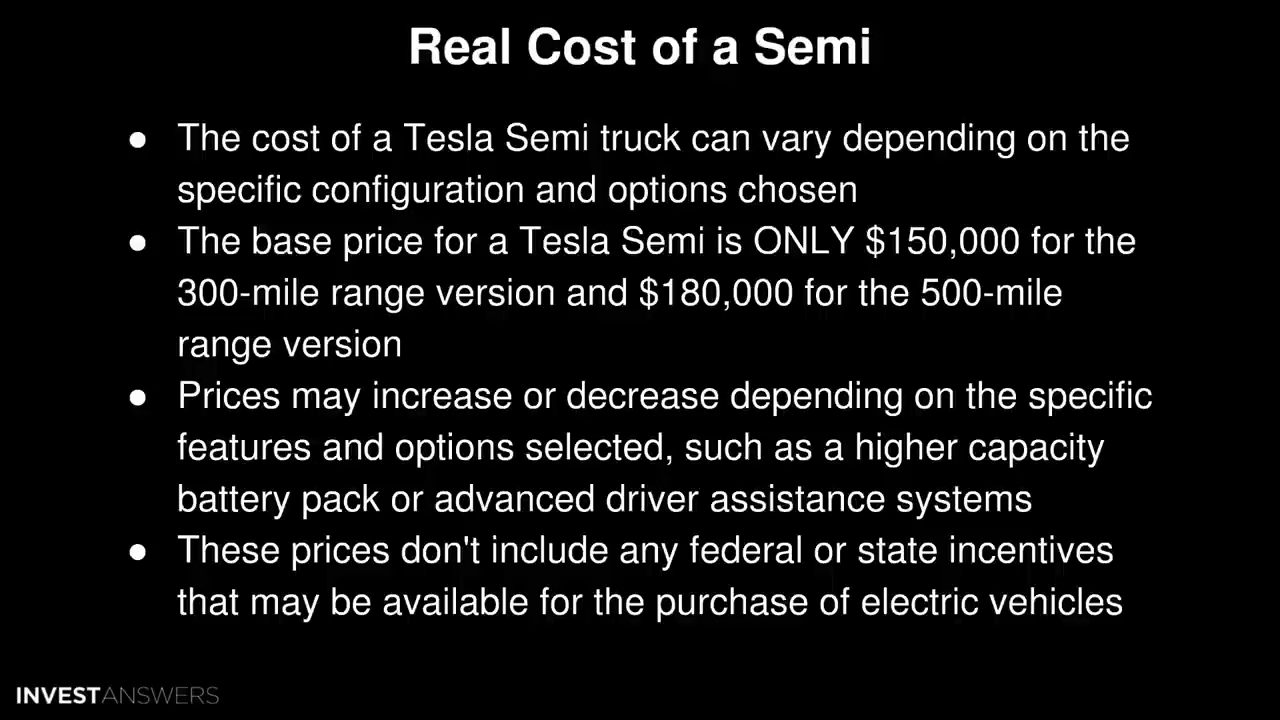 Real Cost of a Semi
● The cost of a Tesla Semi truck can vary depending on the
specific configuration and options chosen
● The base price for a Tesla Semi is ONLY $150,000 for the
300-mile range version and $180,000 for the 500-mile
range version
● Prices may increase or decrease depending on the specific
features and options selected, such as a higher capacity
battery pack or advanced driver assistance systems
● These prices don't include any federal or state incentives
that may be available for the purchase of electric vehicles
INVESTANSWERS